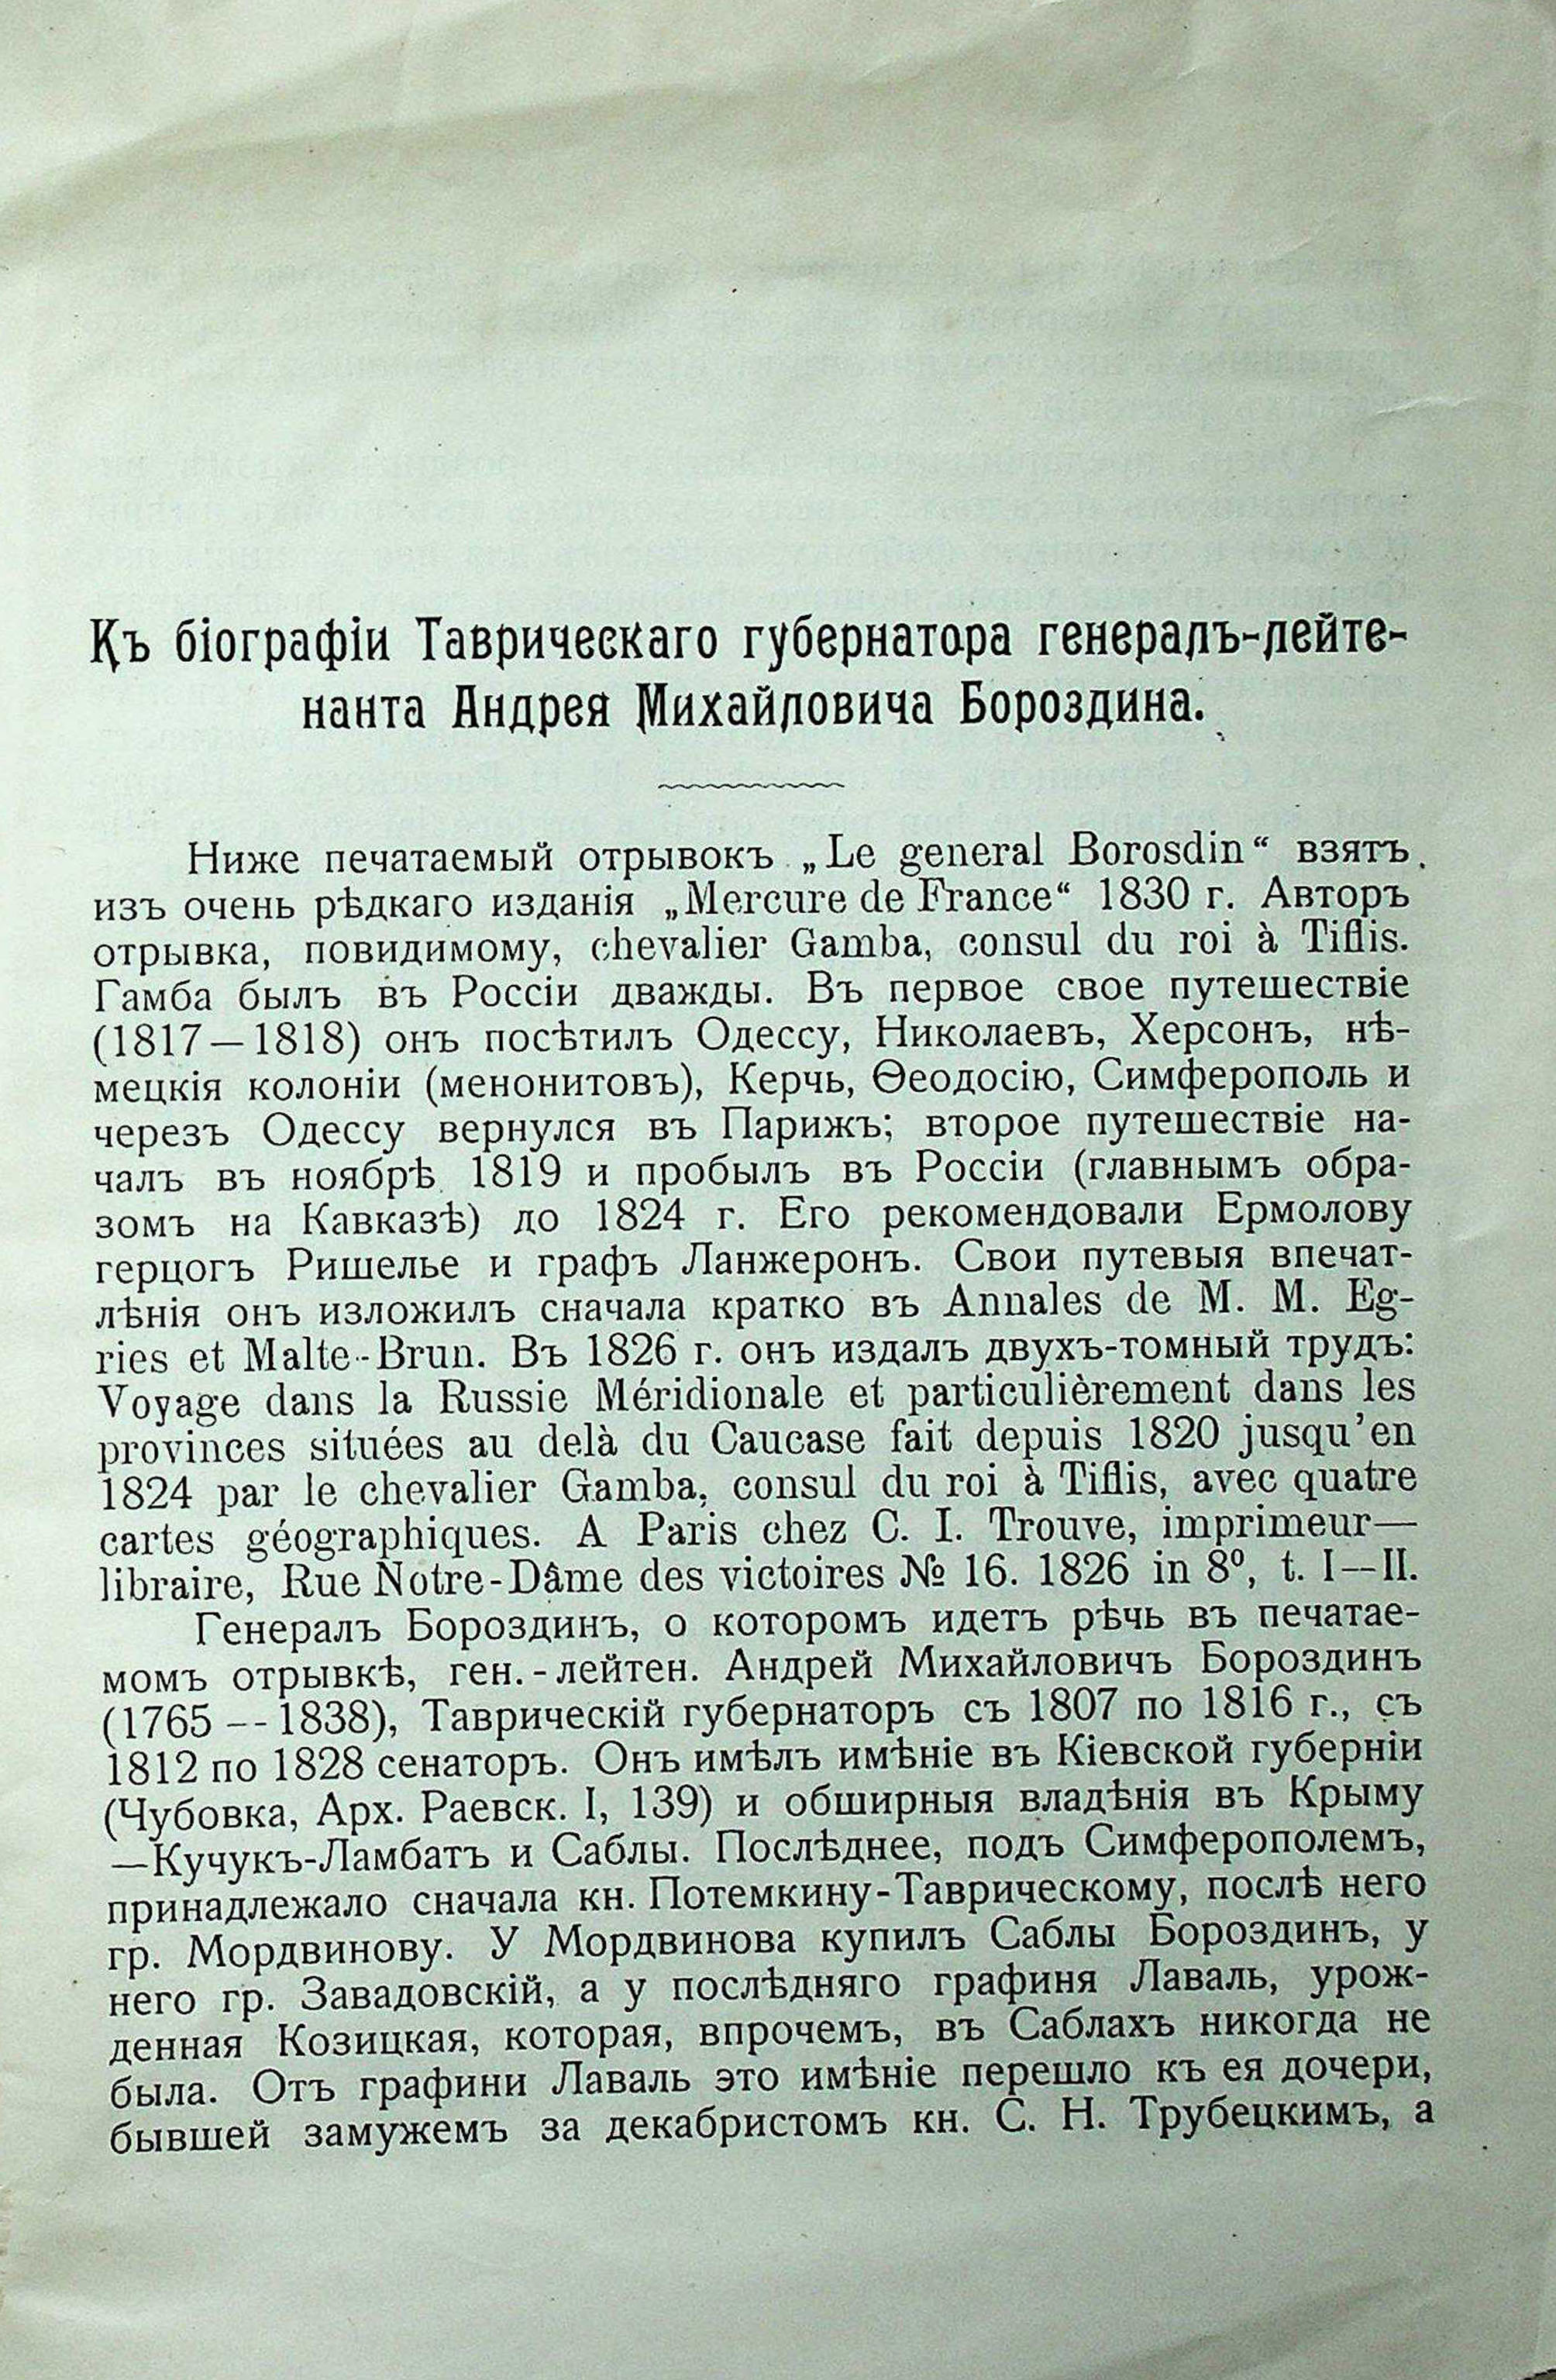 Къ біографіи Таврическаго губернатора генералъ-лейте-
нанта Андрея Михайловича Бороздина.
Ниже печатаемый отрывокъ „Le general Borosdin“ взятъ
изъ очень рѣдкаго изданія „Mercure de France“ 1830 г. Авторъ
отрывка, повидимому, chevalier Gamba, consul du roi à Tiflis.
Гамба былъ въ Россіи дважды. Въ первое свое путешествіе
(1817—1818) онъ посѣтилъ Одессу, Николаевъ, Херсонъ, нѣ-
мецкія колоніи (менонитовъ), Керчь, Ѳеодосію, Симферополь и
черезъ Одессу вернулся въ Парижъ; второе путешествіе на-
чалъ въ ноябрѣ 1819 и пробылъ въ Россіи (главнымъ обра-
зомъ на Кавказѣ) до 1824 г. Его рекомендовали Ермолову
герцогъ Ришелье и графъ Ланжеронъ. Свои путевыя впечат-
лѣнія онъ изложилъ сначала кратко въ Annales de M. M. Eg-
ries et Malte-Brun. Въ 1826 г. онъ издалъ двухъ-томный трудъ:
Voyage dans la Russie Méridionale et particulièrement dans les
provinces situées au delà du Caucase fait depuis 1820 jusqu’en
1824 par le chevalier Gamba, consul du roi à Tiflis, avec quatre
cartes géographiques. A Paris chez C. I. Trouve, imprimeur—
libraire, Rue Notre-Dâme des victoires № 16. 1826 in 8⁰, t. I—II.
Генералъ Бороздинъ, о которомъ идетъ рѣчь въ печатае-
момъ отрывкѣ, ген.-лейтен. Андрей Михайловичъ Бороздинъ
(1765--1838), Таврическій губернаторъ съ 1807 по 1816 г., съ
1812 по 1828 сенаторъ. Онъ имѣлъ имѣніе въ Кіевской губерніи
(Чубовка, Арх. Раевск. I, 139) и обширныя владѣнія въ Крыму
—Кучукъ-Ламбатъ и Саблы. Послѣднее, подъ Симферополемъ,
принадлежало сначала кн. Потемкину-Таврическому, послѣ него
гр. Мордвинову. У Мордвинова купилъ Саблы Бороздинъ, у
него гр. Завадовскій, а у послѣдняго графиня Лаваль, урож-
денная Козицкая, которая, впрочемъ, въ Саблахъ никогда не
была. Отъ графини Лаваль это имѣніе перешло къ ея дочери,
бывшей замужемъ за декабристомъ кн. С. Н. Трубецкимъ, а